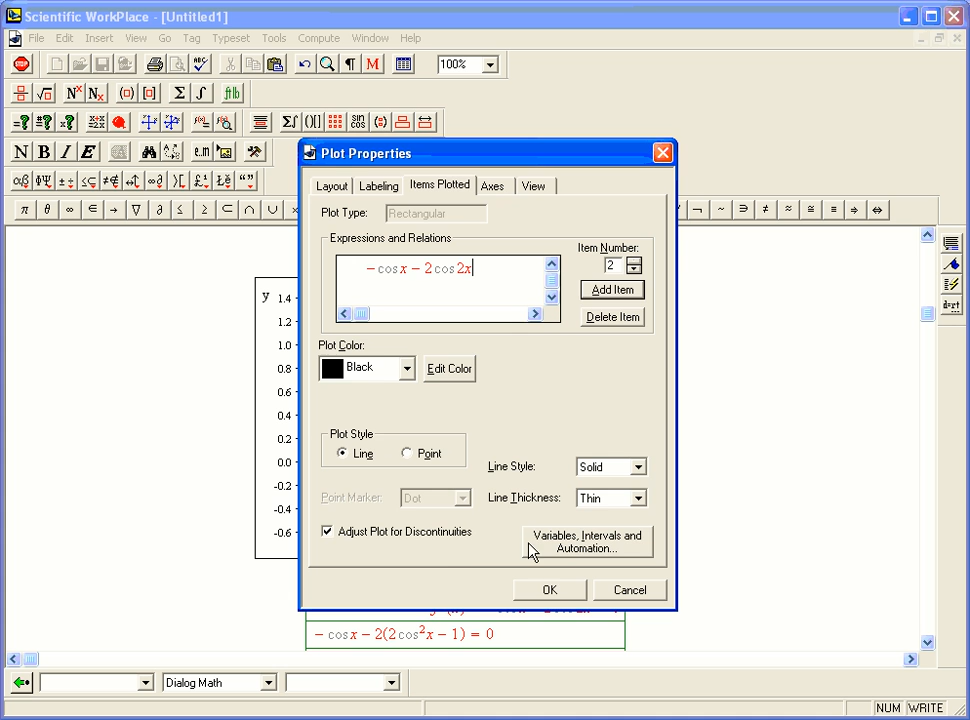 Scientific WorkPlace - [Untitled1]
File Edit Insert View Go Tag Typeset Tools Compute Window Help
100%
Plot Properties
Layout Labeling Items Plotted Axes View
Plot Type: Rectangular
Expressions and Relations
Item Number:
- cos x - 2 cos 2x
2
Add Item
Delete Item
Plot Color:
Black Edit Color
Plot Style
Line Point
Line Style: Solid
Point Marker: Dot
Line Thickness: Thin
Adjust Plot for Discontinuities
Variables, Intervals and Automation...
OK Cancel
y 1.4
1.2
1.0
0.8
0.6
0.4
0.2
0.0
-0.2
-0.4
-0.6
- cos x - 2(2 cos²x - 1) = 0
Dialog Math
NUM WRITE